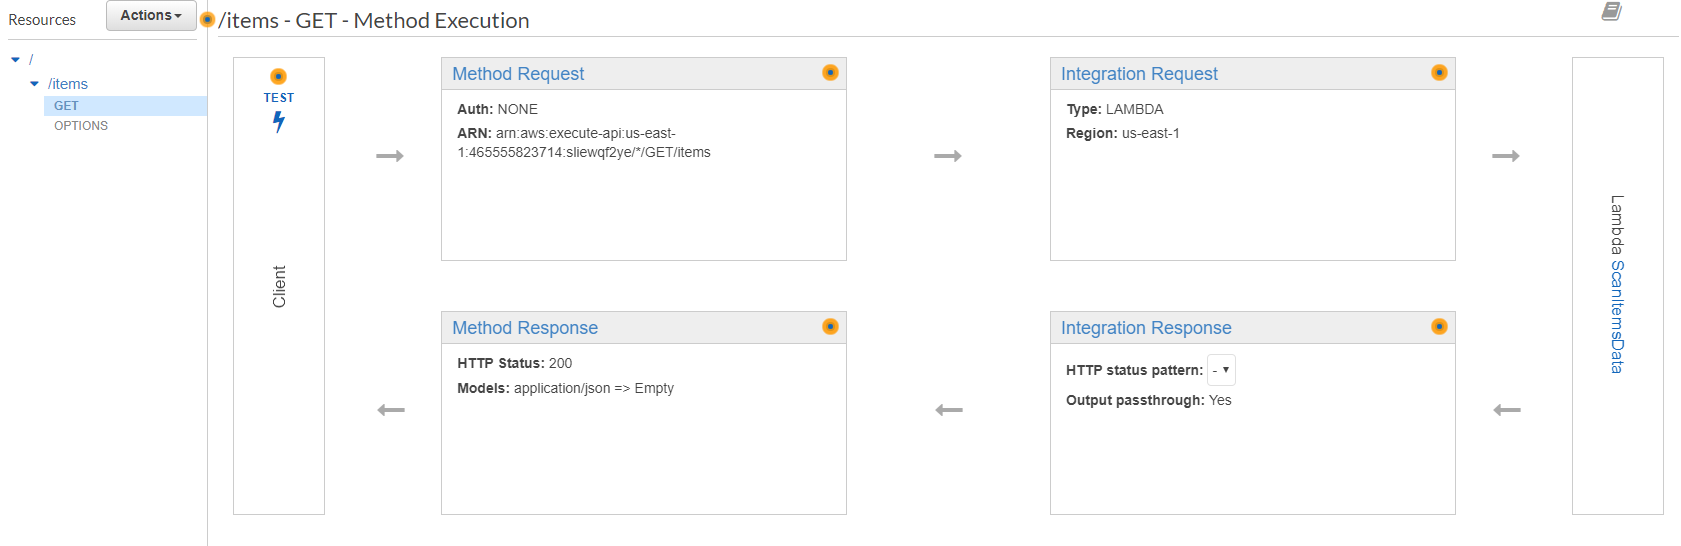 Resources
Actions
/items - GET - Method Execution
/
/items
GET
OPTIONS
TEST
Client
Method Request
Auth: NONE
ARN: arn:aws:execute-api:us-east-
1:465555823714:sliewqf2ye/*/GET/items
Integration Request
Type: LAMBDA
Region: us-east-1
Lambda ScanItemsData
Method Response
HTTP Status: 200
Models: application/json => Empty
Integration Response
HTTP status pattern: -
Output passthrough: Yes